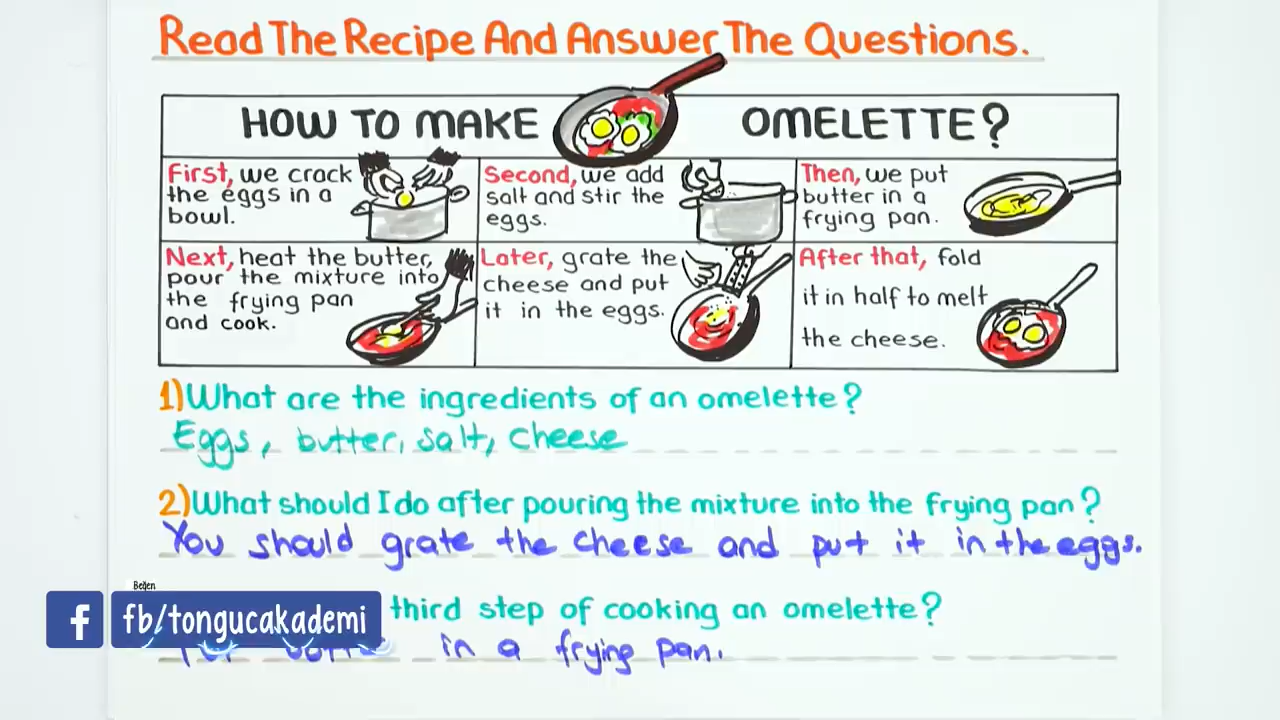 Read The Recipe And Answer The Questions.
HOW TO MAKE OMELETTE?
First, we crack
the eggs in a
bowl.
Second, we add
salt and stir the
eggs.
Then, we put
butter in a
frying pan.
Next, heat the butter,
pour the mixture into
the frying pan
and cook.
Later, grate the
cheese and put
it in the eggs.
After that, fold
it in half to melt
the cheese.
1) What are the ingredients of an omelette?
Eggs, butter, salt, cheese
2) What should I do after pouring the mixture into the frying pan?
You should grate the cheese and put it in the eggs.
Beğen
fb/tongucakademi
third step of cooking an omelette?
in a frying pan.